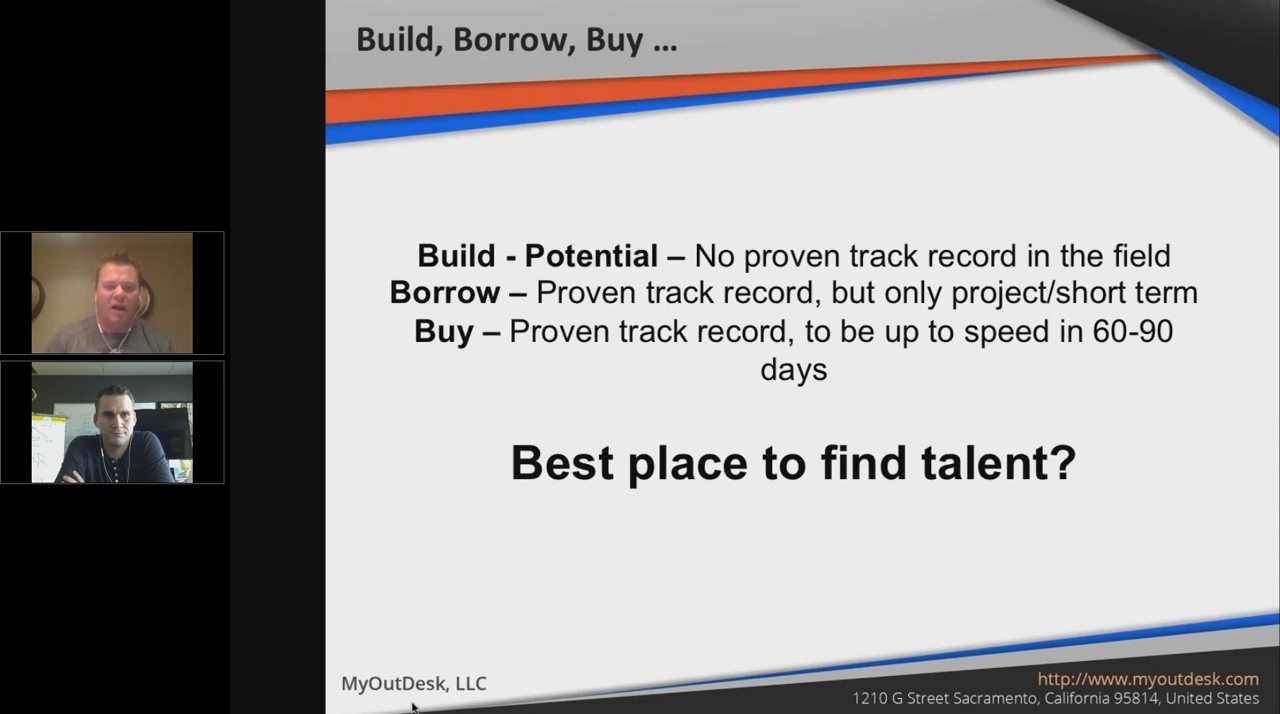 Build, Borrow, Buy ...
Build - Potential – No proven track record in the field
Borrow – Proven track record, but only project/short term
Buy – Proven track record, to be up to speed in 60-90
days
Best place to find talent?
MyOutDesk, LLC
http://www.myoutdesk.com
1210 G Street Sacramento, California 95814, United States